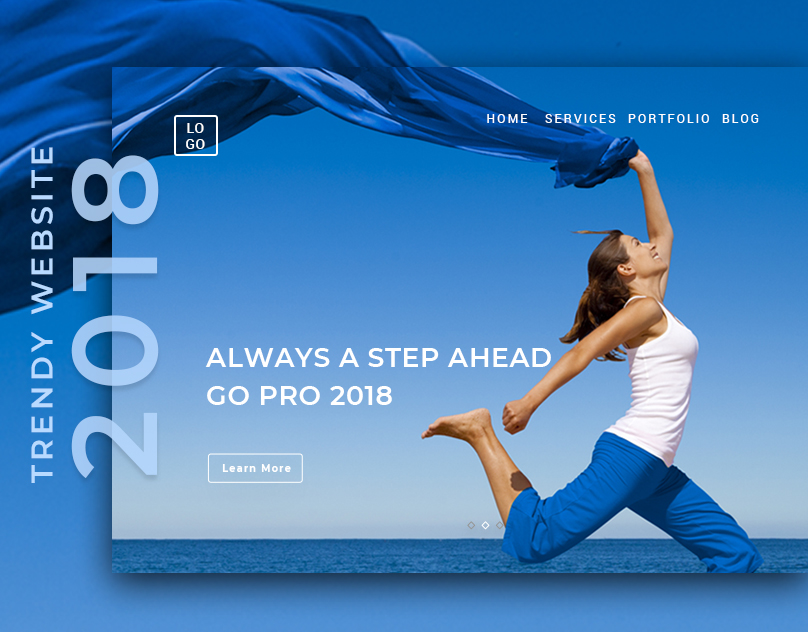 TRENDY WEBSITE
2018
LO
GO
HOME SERVICES PORTFOLIO BLOG
ALWAYS A STEP AHEAD
GO PRO 2018
Learn More